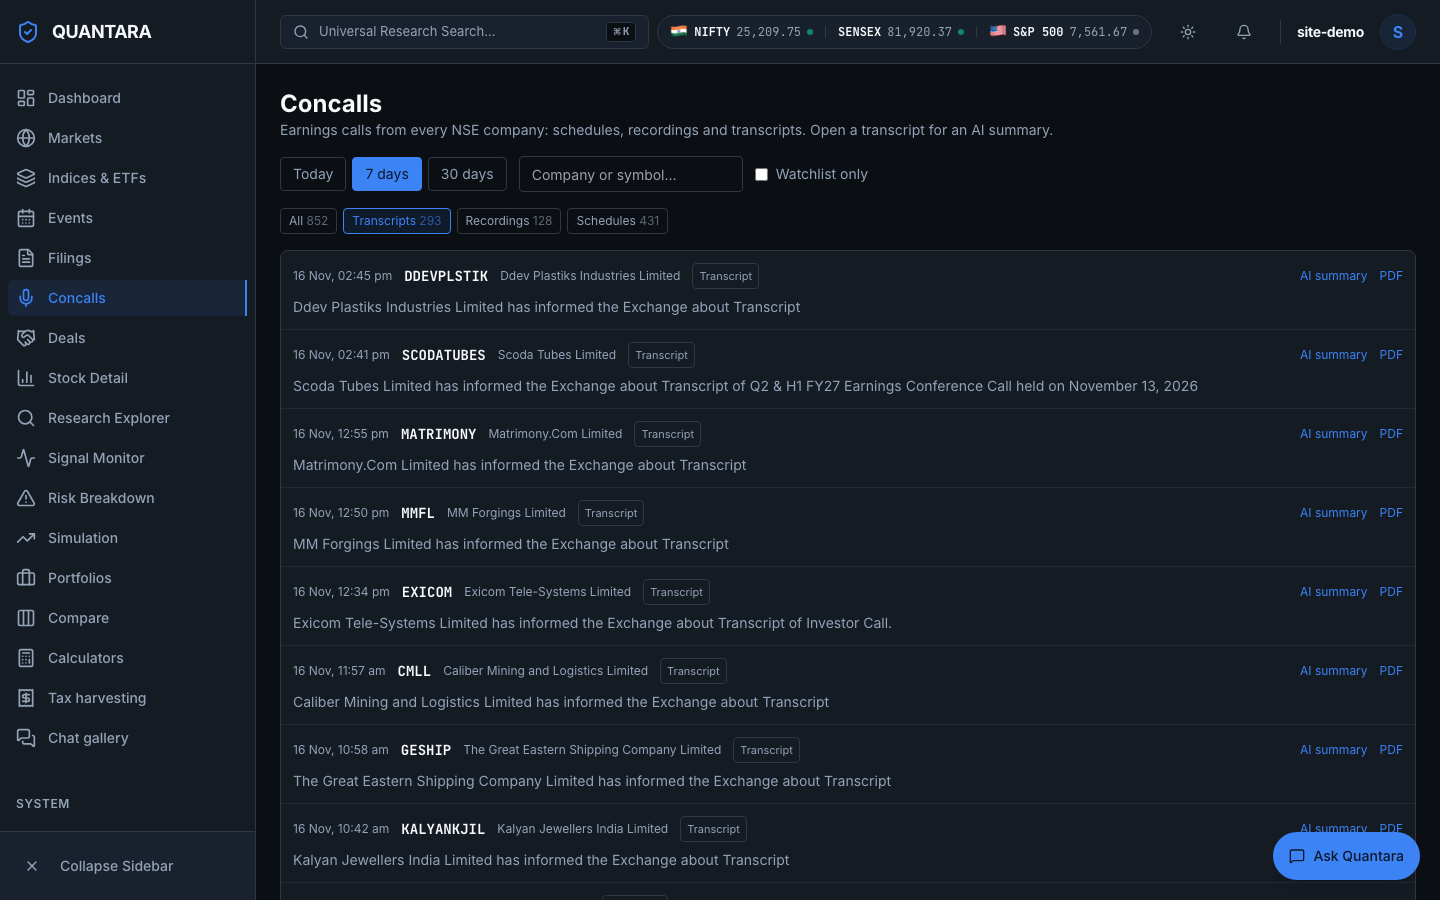 QUANTARA
Universal Research Search...
⌘K
NIFTY 25,209.75
SENSEX 81,920.37
S&P 500 7,561.67
site-demo
S
Dashboard
Markets
Indices & ETFs
Events
Filings
Concalls
Deals
Stock Detail
Research Explorer
Signal Monitor
Risk Breakdown
Simulation
Portfolios
Compare
Calculators
Tax harvesting
Chat gallery
SYSTEM
Collapse Sidebar
Concalls
Earnings calls from every NSE company: schedules, recordings and transcripts. Open a transcript for an AI summary.
Today
7 days
30 days
Company or symbol...
Watchlist only
All 852
Transcripts 293
Recordings 128
Schedules 431
16 Nov, 02:45 pm DDEVPLSTIK Ddev Plastiks Industries Limited Transcript AI summary PDF
Ddev Plastiks Industries Limited has informed the Exchange about Transcript
16 Nov, 02:41 pm SCODATUBES Scoda Tubes Limited Transcript AI summary PDF
Scoda Tubes Limited has informed the Exchange about Transcript of Q2 & H1 FY27 Earnings Conference Call held on November 13, 2026
16 Nov, 12:55 pm MATRIMONY Matrimony.Com Limited Transcript AI summary PDF
Matrimony.Com Limited has informed the Exchange about Transcript
16 Nov, 12:50 pm MMFL MM Forgings Limited Transcript AI summary PDF
MM Forgings Limited has informed the Exchange about Transcript
16 Nov, 12:34 pm EXICOM Exicom Tele-Systems Limited Transcript AI summary PDF
Exicom Tele-Systems Limited has informed the Exchange about Transcript of Investor Call.
16 Nov, 11:57 am CMLL Caliber Mining and Logistics Limited Transcript AI summary PDF
Caliber Mining and Logistics Limited has informed the Exchange about Transcript
16 Nov, 10:58 am GESHIP The Great Eastern Shipping Company Limited Transcript AI summary PDF
The Great Eastern Shipping Company Limited has informed the Exchange about Transcript
16 Nov, 10:42 am KALYANKJIL Kalyan Jewellers India Limited Transcript AI summary PDF
Kalyan Jewellers India Limited has informed the Exchange about Transcript
Ask Quantara